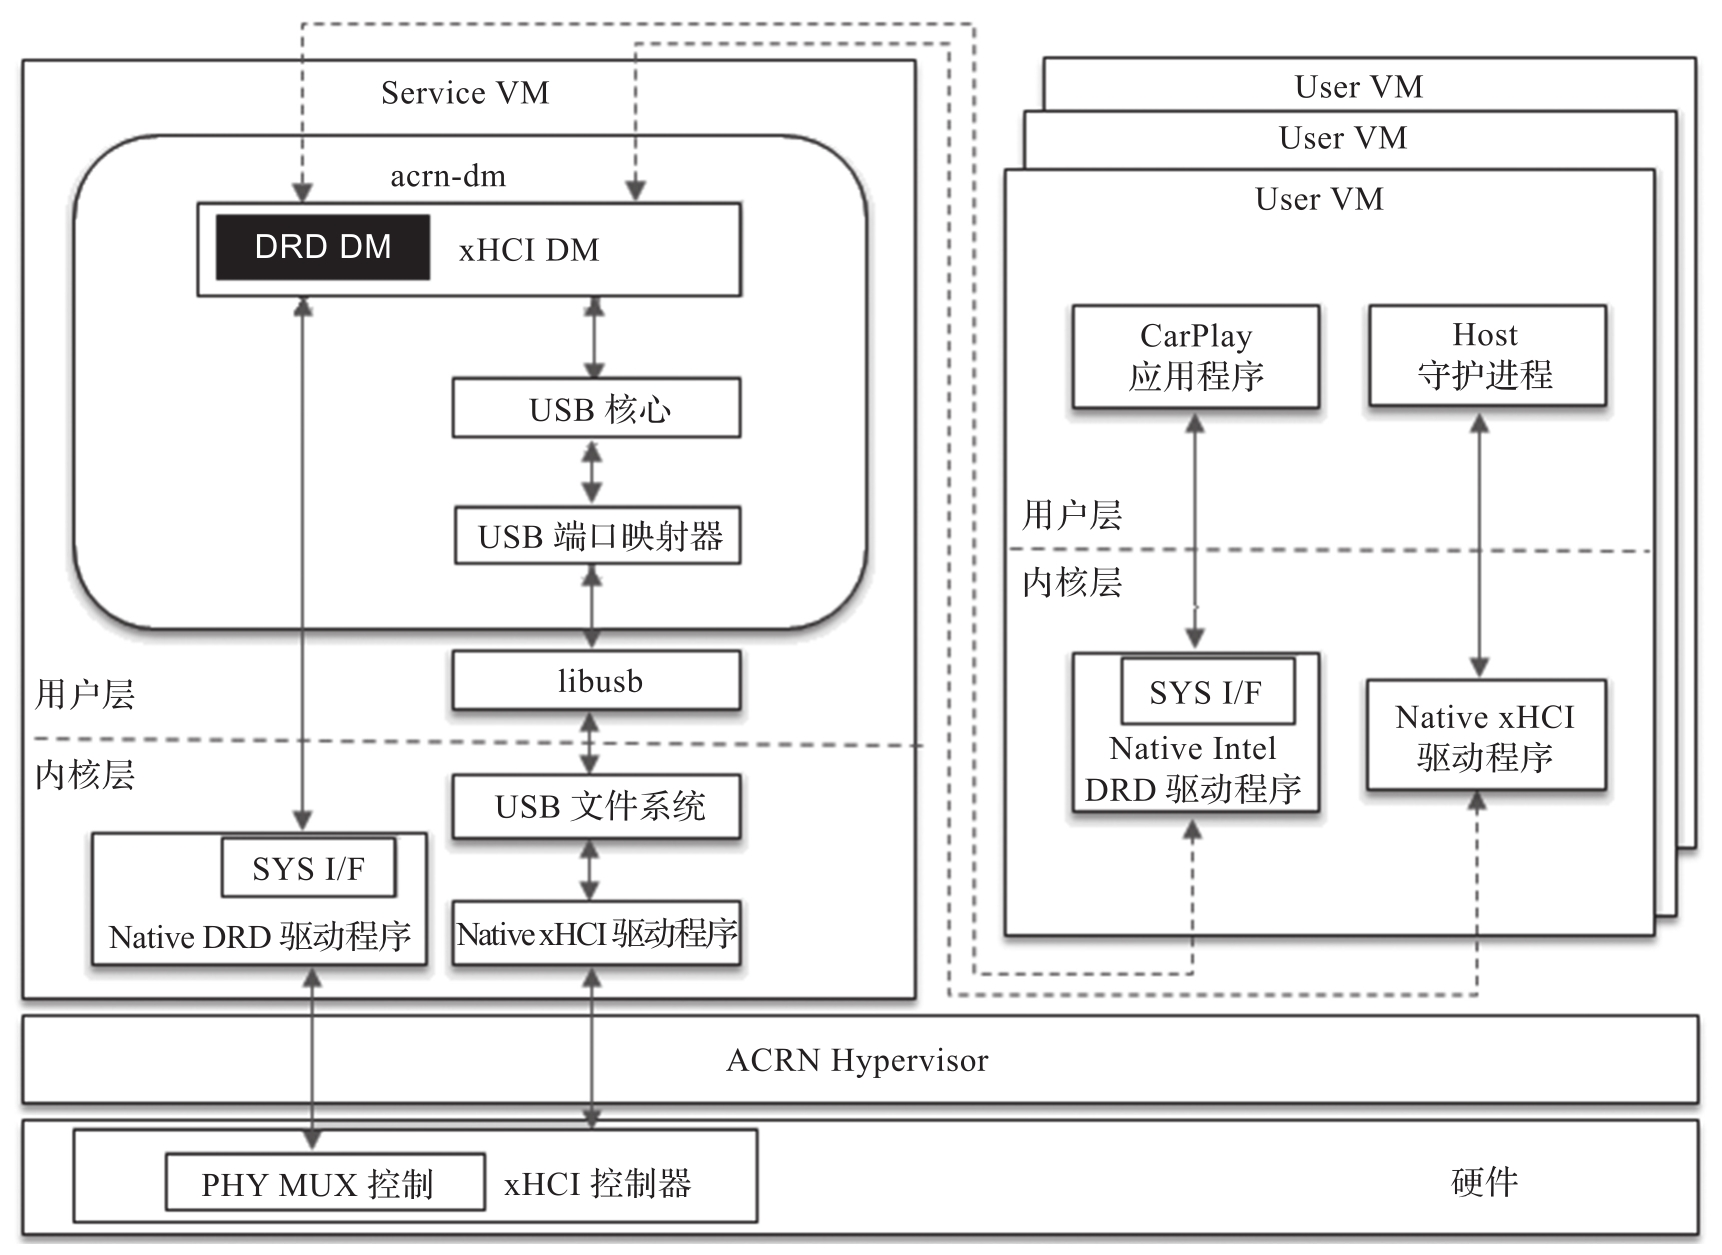 Service VM
acrn-dm
DRD DM
xHCI DM
USB 核心
USB 端口映射器
libusb
用户层
内核层
USB 文件系统
SYS I/F
Native DRD 驱动程序
Native xHCI 驱动程序
User VM
User VM
User VM
CarPlay
应用程序
Host
守护进程
用户层
内核层
SYS I/F
Native Intel
DRD 驱动程序
Native xHCI
驱动程序
ACRN Hypervisor
PHY MUX 控制
xHCI 控制器
硬件